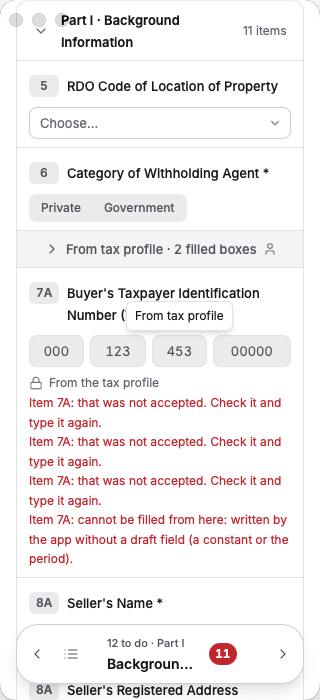 Part I · Background
Information
11 items
5 RDO Code of Location of Property
Choose...
6 Category of Withholding Agent *
Private Government
From tax profile · 2 filled boxes
7A Buyer's Taxpayer Identification
Number (
From tax profile
000 123 453 00000
From the tax profile
Item 7A: that was not accepted. Check it and
type it again.
Item 7A: that was not accepted. Check it and
type it again.
Item 7A: that was not accepted. Check it and
type it again.
Item 7A: cannot be filled from here: written by
the app without a draft field (a constant or the
period).
8A Seller's Name *
12 to do · Part I
Backgroun...
11
8A Seller's Registered Address